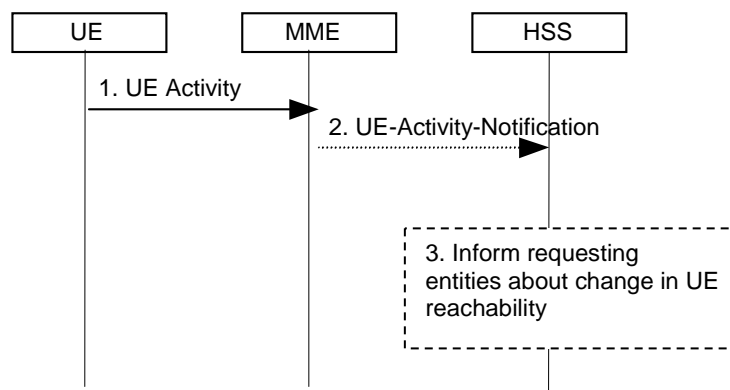 UE
MME
HSS
1. UE Activity
2. UE-Activity-Notification
3. Inform requesting
entities about change in UE
reachability